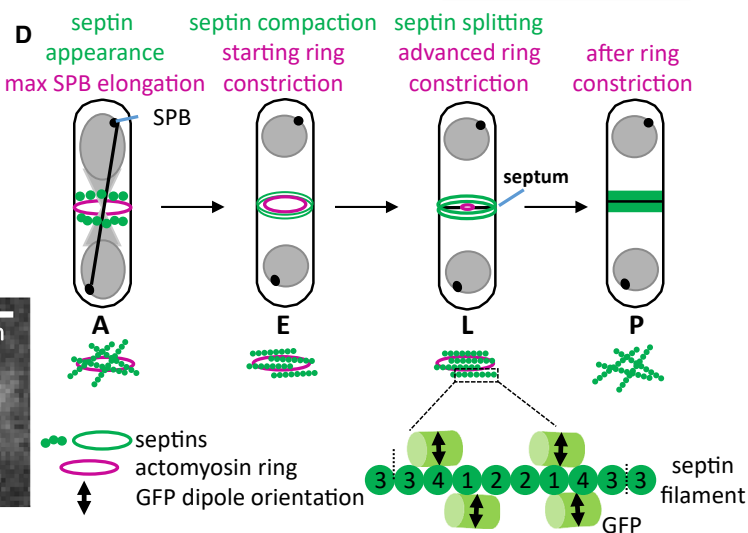 D
septin appearance
max SPB elongation
septin compaction
starting ring constriction
septin splitting
advanced ring constriction
after ring constriction
SPB
septum
A
E
L
P
n
septins
actomyosin ring
GFP dipole orientation
3 3 4 1 2 2 1 4 3 3
septin filament
GFP